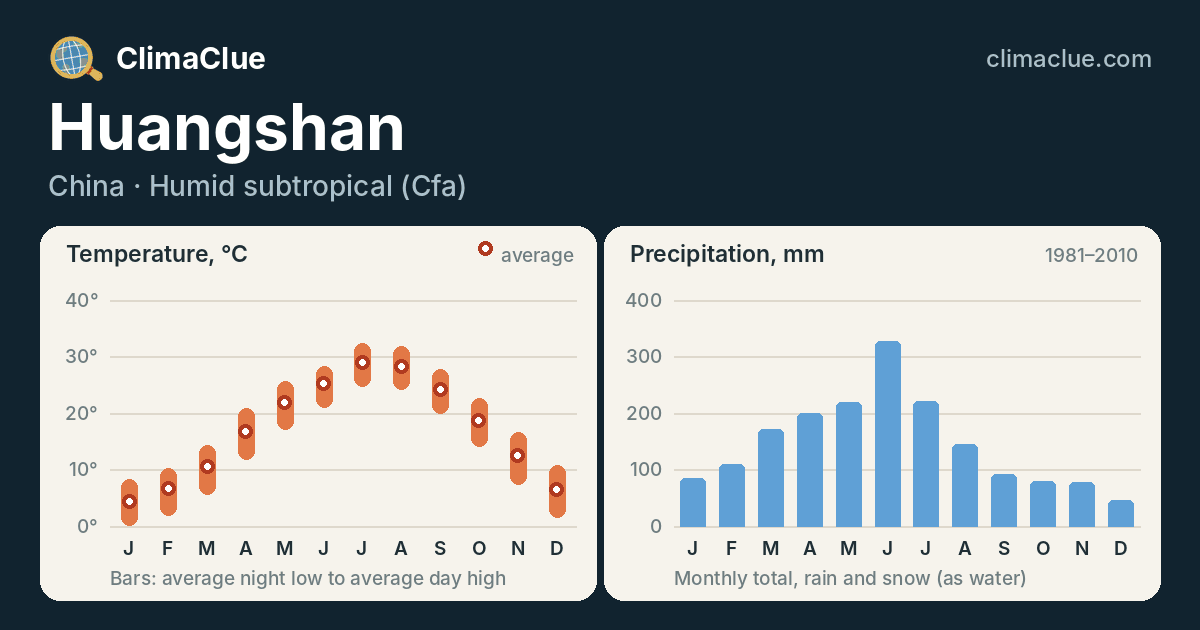 ClimaClue
climaclue.com
Huangshan
China · Humid subtropical (Cfa)
Temperature, °C
average
40°
30°
20°
10°
0°
J F M A M J J A S O N D
Bars: average night low to average day high
Precipitation, mm
1981–2010
400
300
200
100
0
J F M A M J J A S O N D
Monthly total, rain and snow (as water)